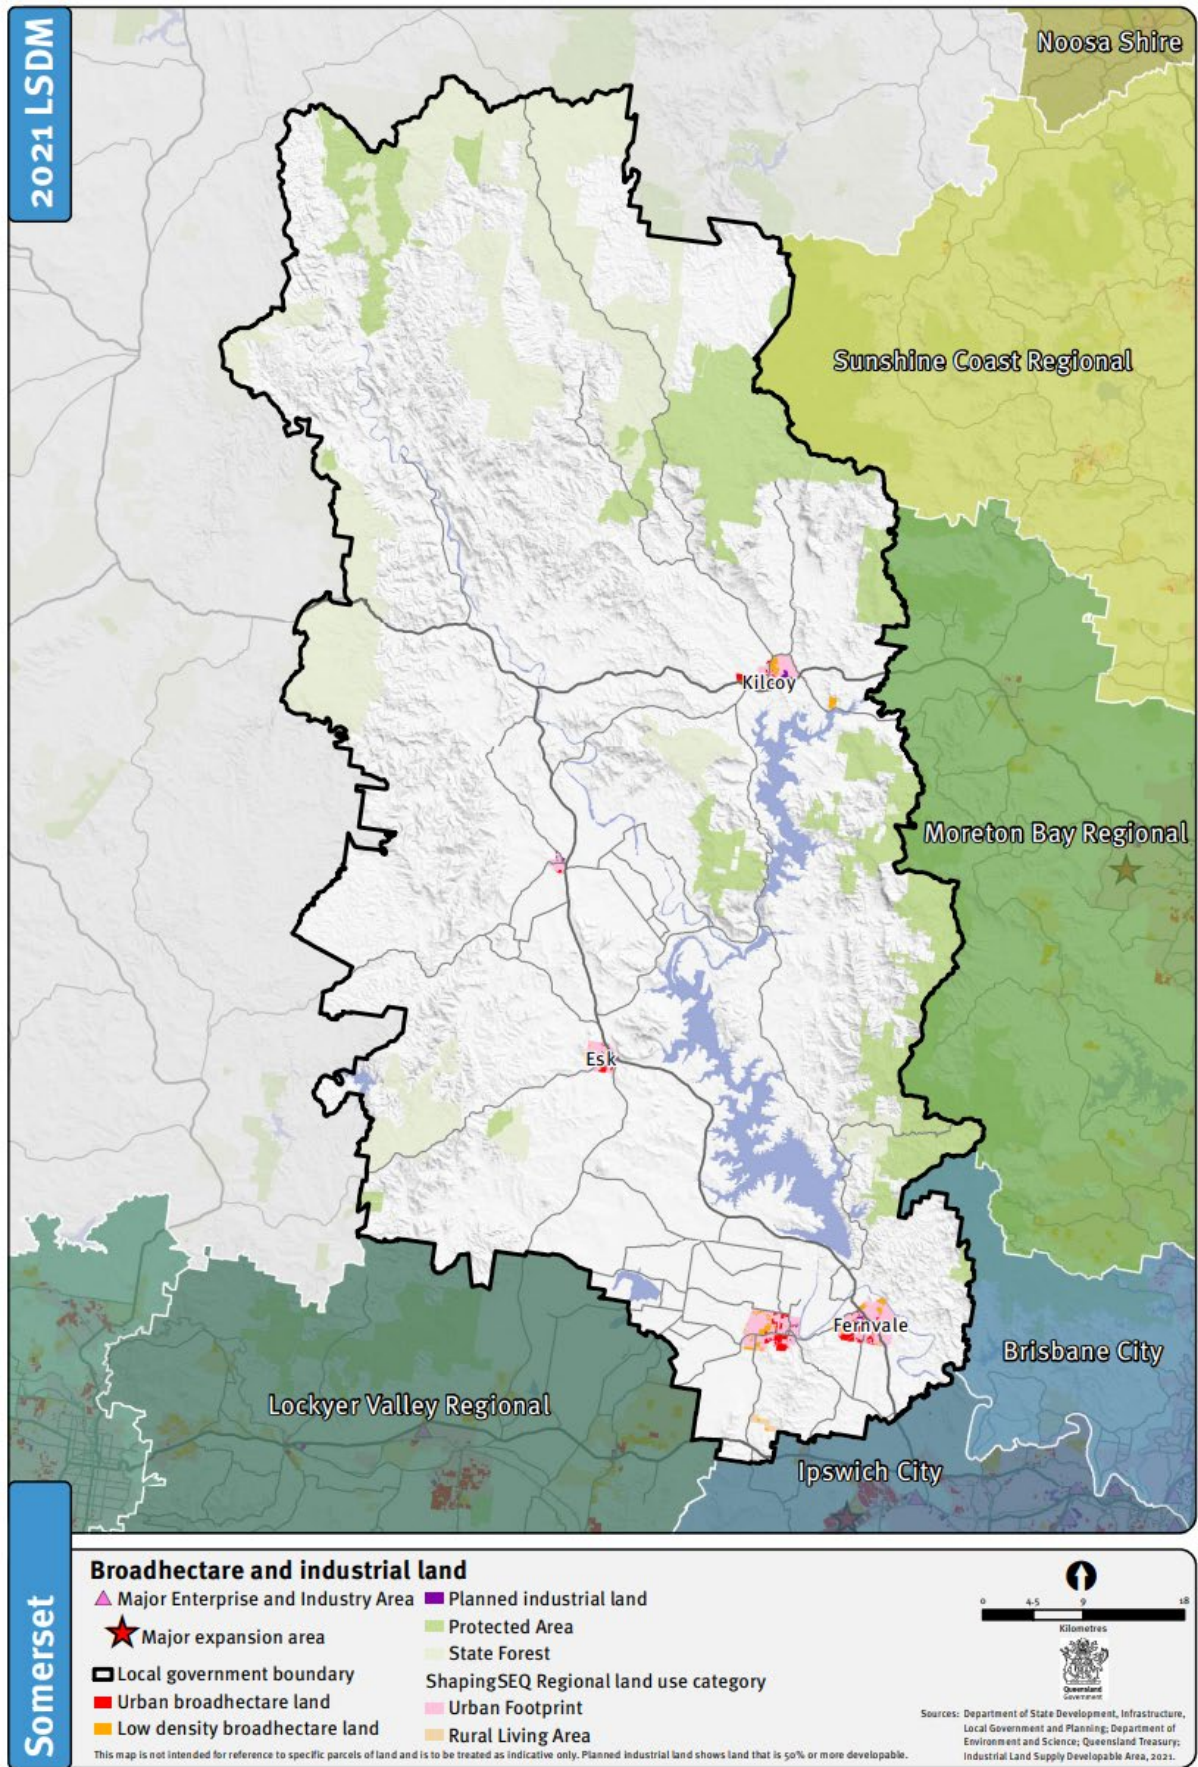 2021 LSDM
Noosa Shire
Sunshine Coast Regional
Kilcoy
Moreton Bay Regional
Esk
Fernvale
Brisbane City
Lockyer Valley Regional
Ipswich City
Somerset
Broadhectare and industrial land
Major Enterprise and Industry Area
Major expansion area
Local government boundary
Urban broadhectare land
Low density broadhectare land
Planned industrial land
Protected Area
State Forest
ShapingSEQ Regional land use category
Urban Footprint
Rural Living Area
This map is not intended for reference to specific parcels of land and is to be treated as indicative only. Planned industrial land shows land that is 50% or more developable.
0 4.5 9 18
Kilometres
Queensland
Government
Sources: Department of State Development, Infrastructure,
Local Government and Planning; Department of
Environment and Science; Queensland Treasury;
Industrial Land Supply Developable Area, 2021.